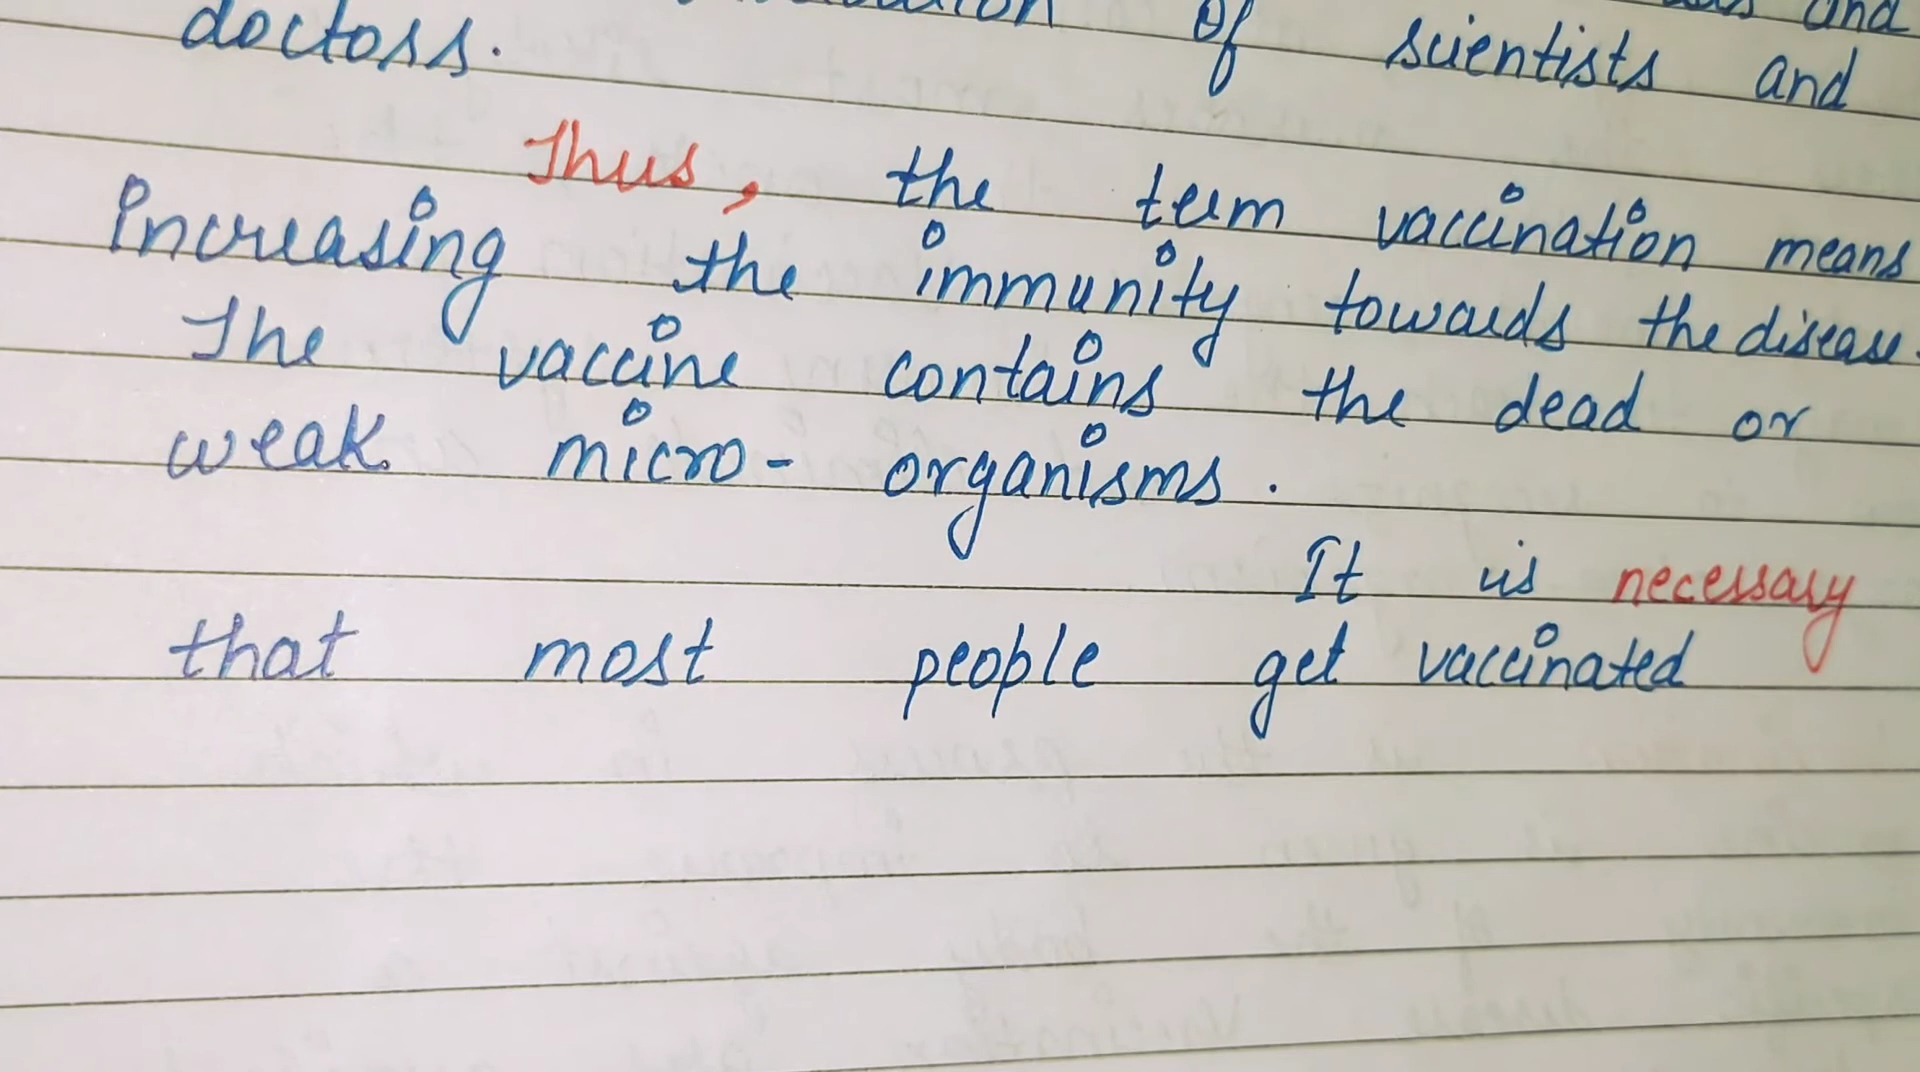 and
of scientists and
doctors.
Thus, the term vaccination means
increasing the immunity towards the disease.
The vaccine contains the dead or
weak micro- organisms.
It is necessary
that most people get vaccinated